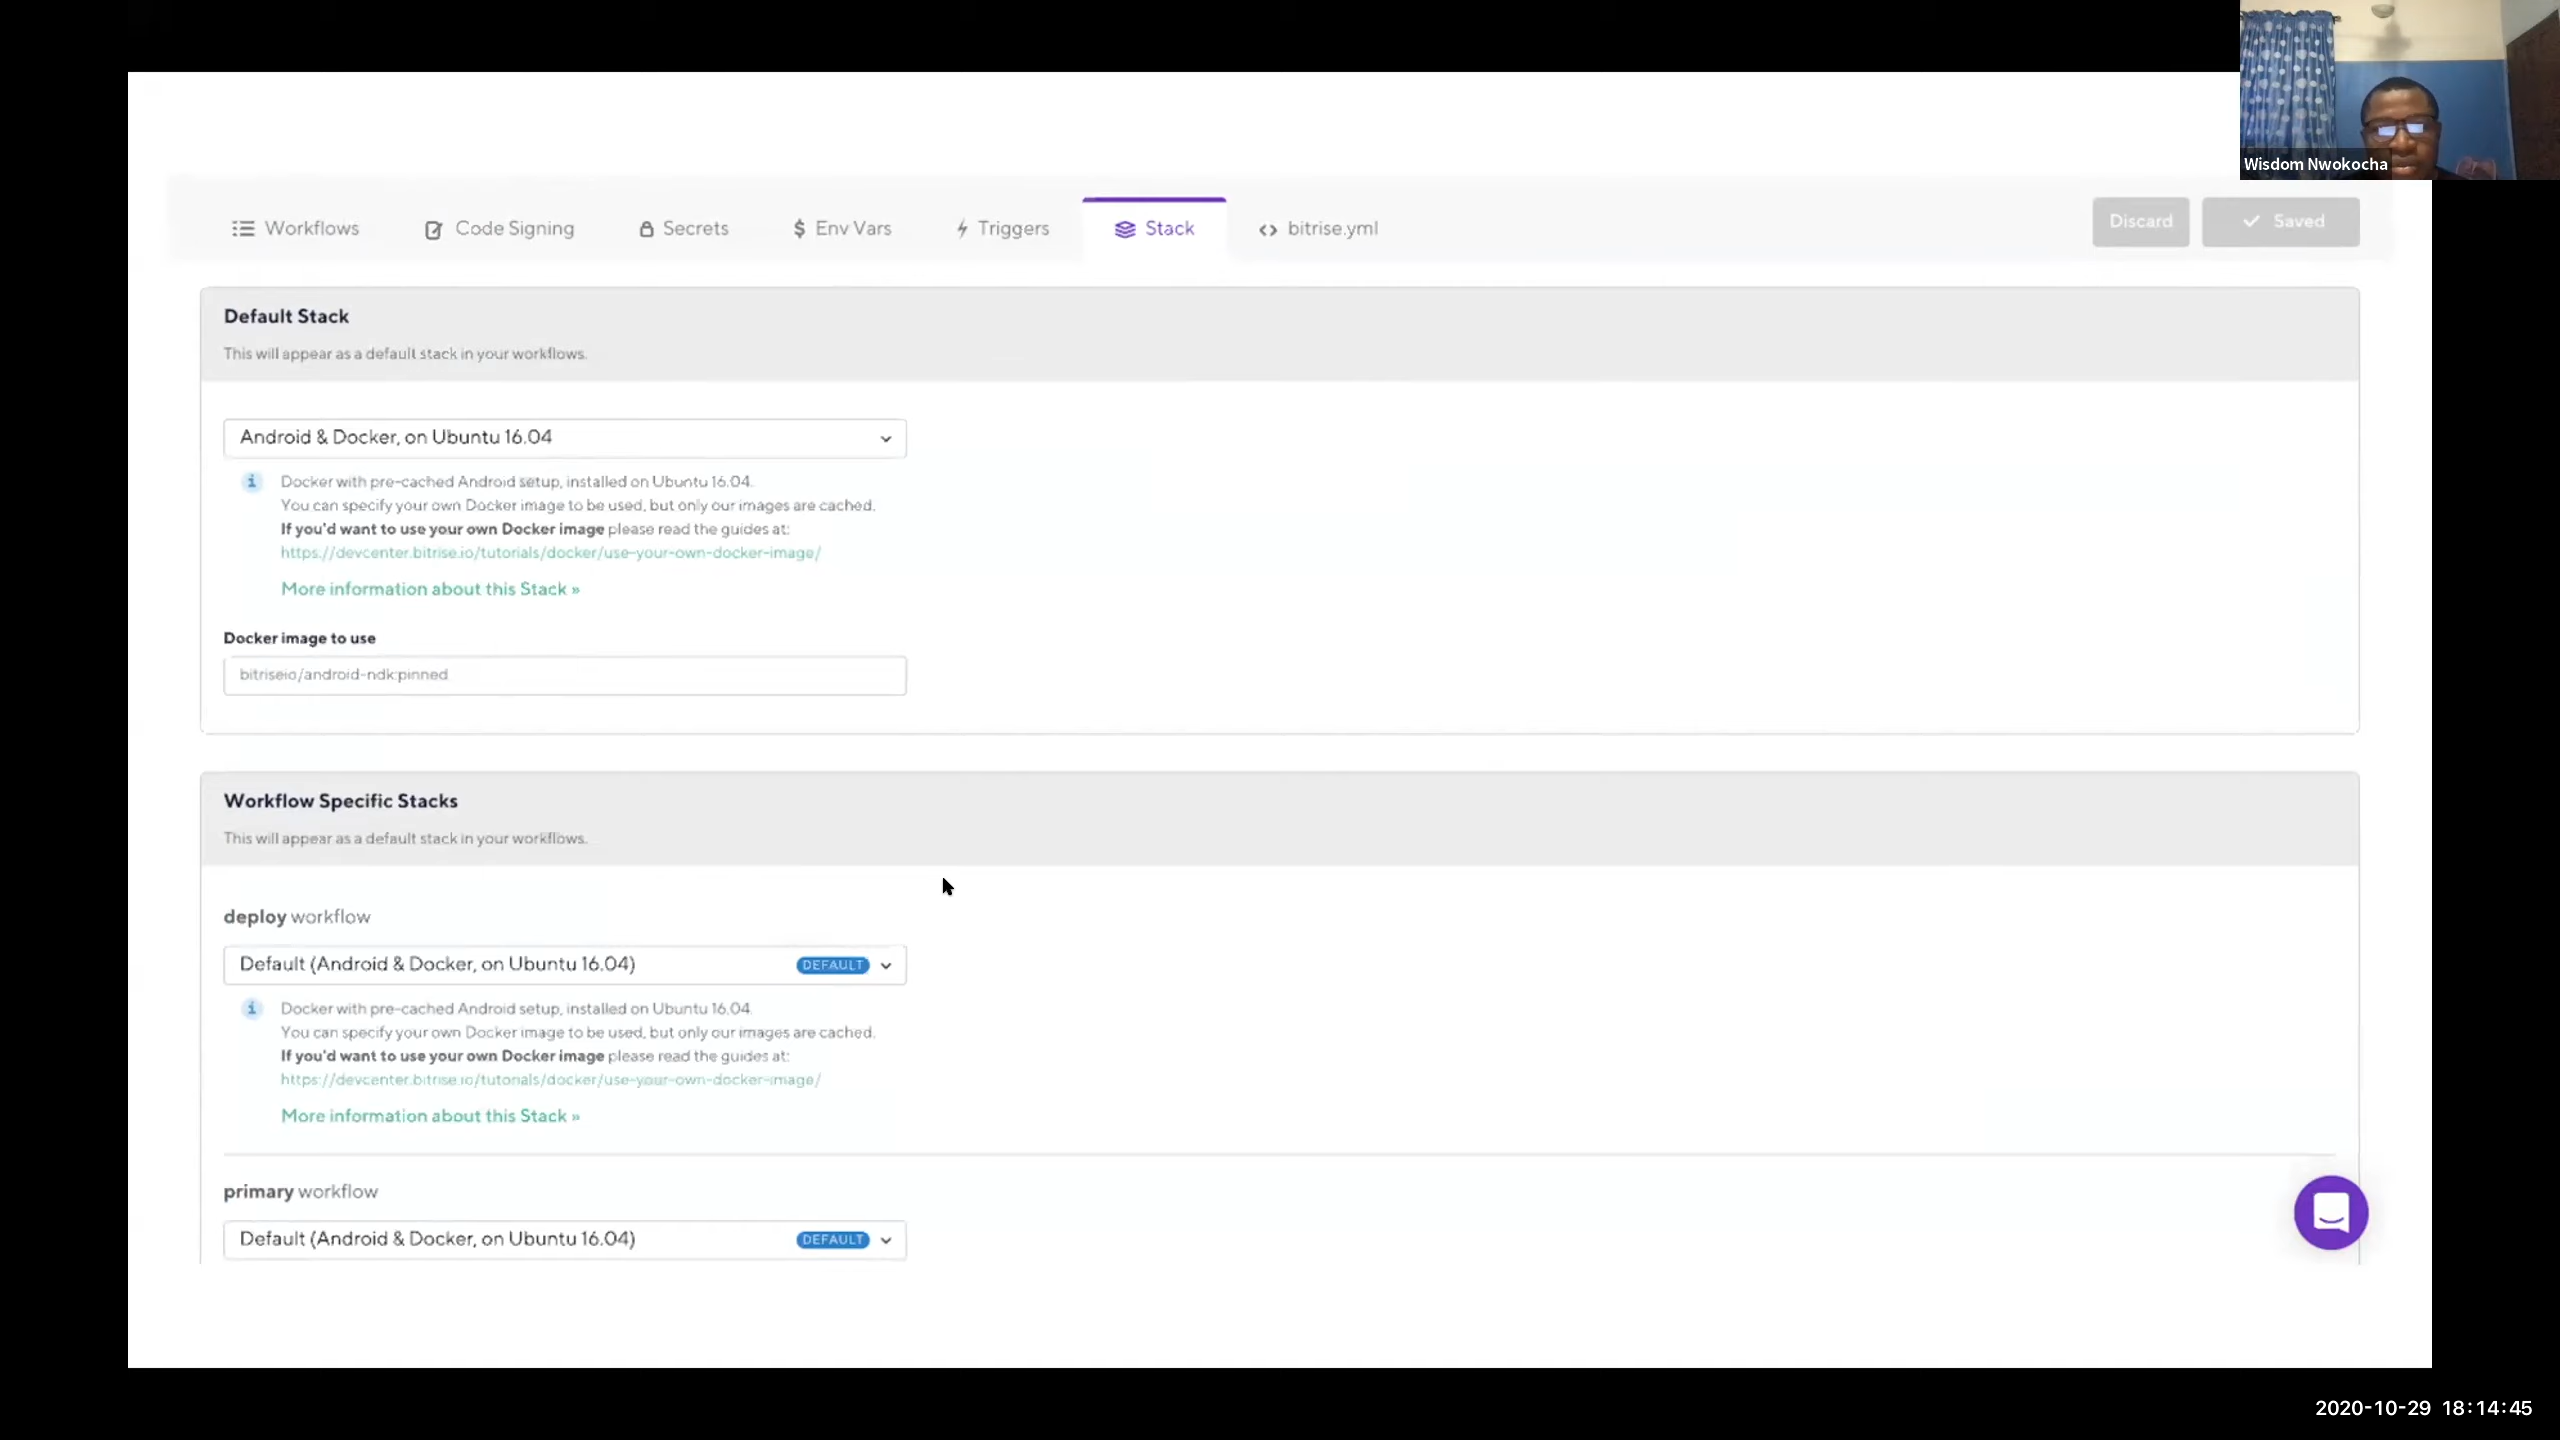 Wisdom Nwokocha
Workflows
Code Signing
Secrets
Env Vars
Triggers
Stack
bitrise.yml
Discard
Saved
Default Stack
This will appear as a default stack in your workflows.
Android & Docker, on Ubuntu 16.04
Docker with pre-cached Android setup, installed on Ubuntu 16.04.
You can specify your own Docker image to be used, but only our images are cached.
If you'd want to use your own Docker image please read the guides at:
https://devcenter.bitrise.io/tutorials/docker/use-your-own-docker-image/
More information about this Stack »
Docker image to use
bitriseio/android-ndk:pinned
Workflow Specific Stacks
This will appear as a default stack in your workflows.
deploy workflow
Default (Android & Docker, on Ubuntu 16.04) DEFAULT
Docker with pre-cached Android setup, installed on Ubuntu 16.04.
You can specify your own Docker image to be used, but only our images are cached.
If you'd want to use your own Docker image please read the guides at:
https://devcenter.bitrise.io/tutorials/docker/use-your-own-docker-image/
More information about this Stack »
primary workflow
Default (Android & Docker, on Ubuntu 16.04) DEFAULT
2020-10-29 18:14:45